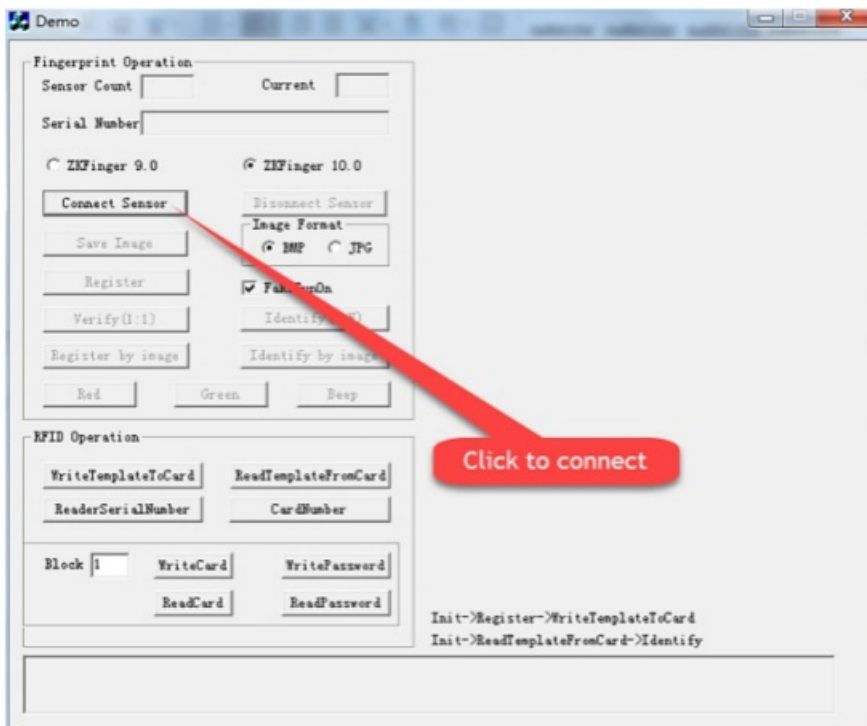 Demo
Fingerprint Operation
Sensor Count Current
Serial Number
ZKFinger 9.0 ZKFinger 10.0
Connect Sensor Disonnect Sensor
Image Format
Save Image BMP JPG
Register
Verify(1:1) Identify
Register by image Identify by image
Red Green Beep
Click to connect
RFID Operation
WriteTemplateToCard ReadTemplateFromCard
ReaderSerialNumber CardNumber
Block 1 WriteCard WritePassword
ReadCard ReadPassword
Init->Register->WriteTemplateToCard
Init->ReadTemplateFromCard->Identify